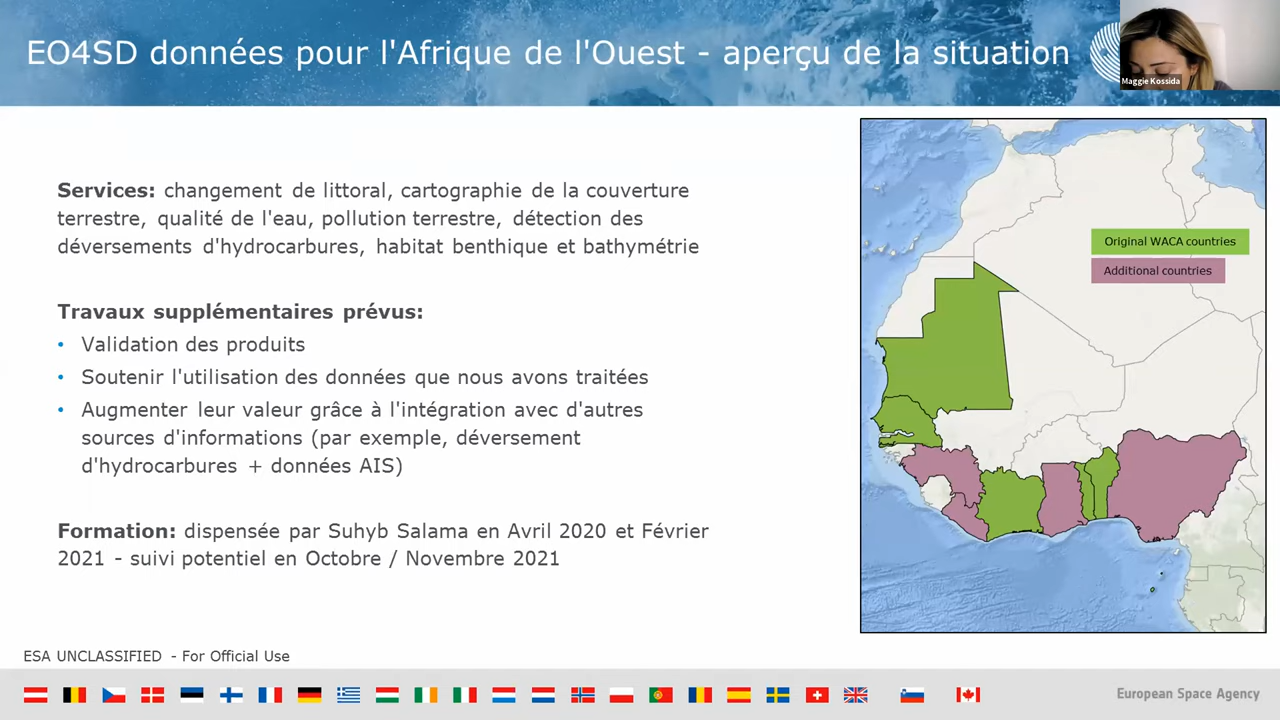 EO4SD données pour l'Afrique de l'Ouest - aperçu de la situation
Maggie Kossida
Services: changement de littoral, cartographie de la couverture
terrestre, qualité de l'eau, pollution terrestre, détection des
déversements d'hydrocarbures, habitat benthique et bathymétrie
Original WACA countries
Additional countries
Travaux supplémentaires prévus:
• Validation des produits
• Soutenir l'utilisation des données que nous avons traitées
• Augmenter leur valeur grâce à l'intégration avec d'autres
sources d'informations (par exemple, déversement
d'hydrocarbures + données AIS)
Formation: dispensée par Suhyb Salama en Avril 2020 et Février
2021 - suivi potentiel en Octobre / Novembre 2021
ESA UNCLASSIFIED - For Official Use
European Space Agency